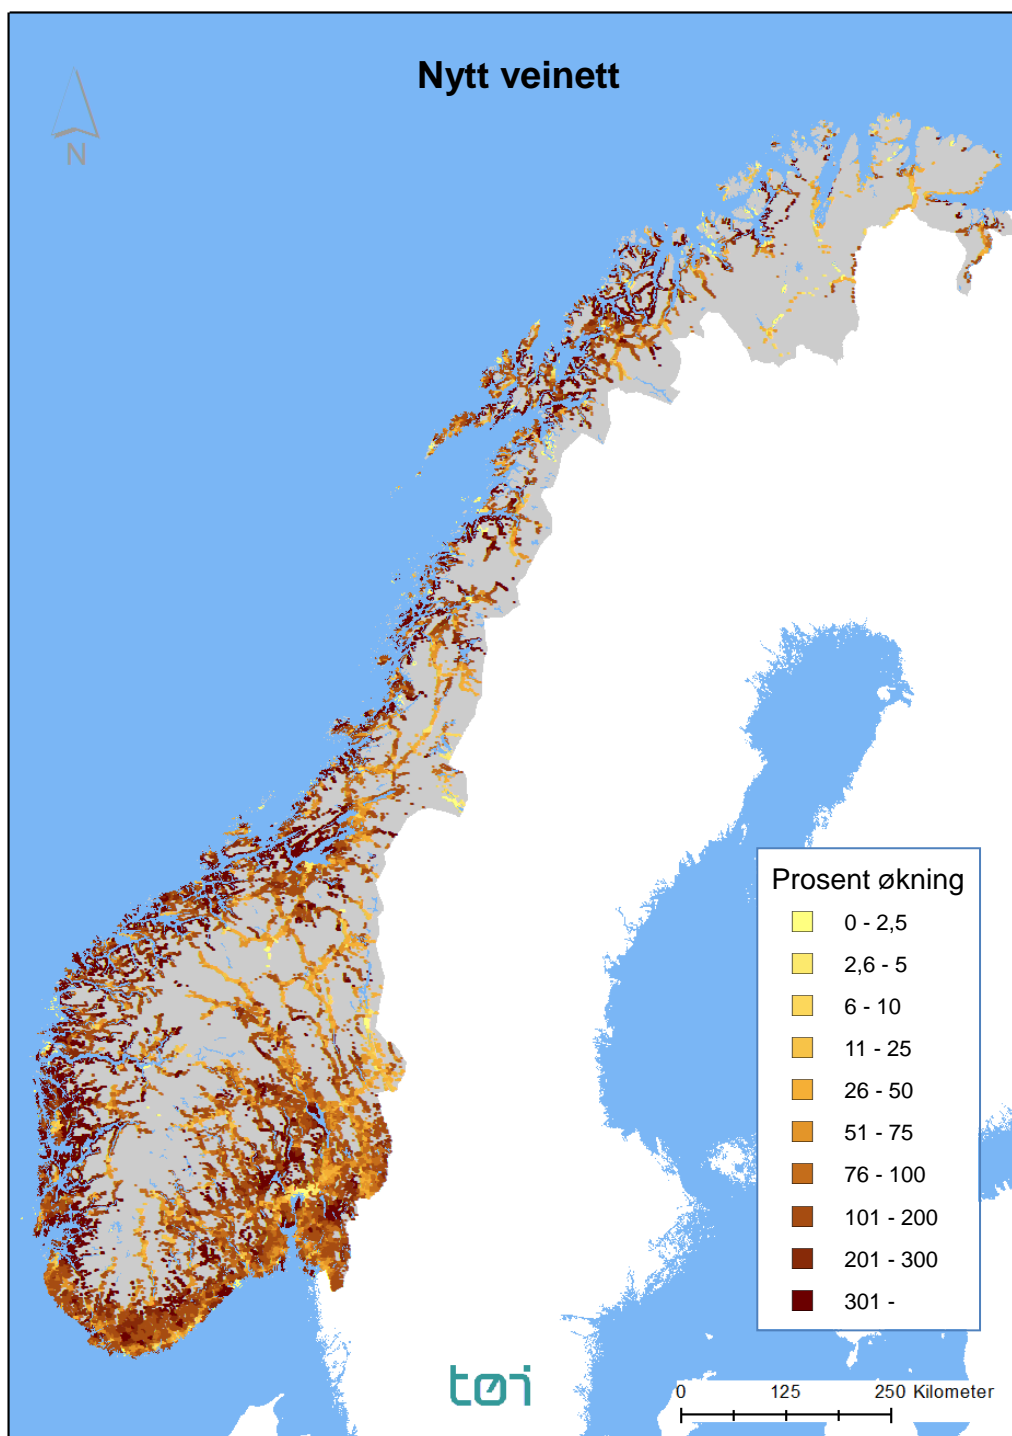 Nytt veinett
N
Prosent økning
0 - 2,5
2,6 - 5
6 - 10
11 - 25
26 - 50
51 - 75
76 - 100
101 - 200
201 - 300
301 -
tøi
0 125 250 Kilometer